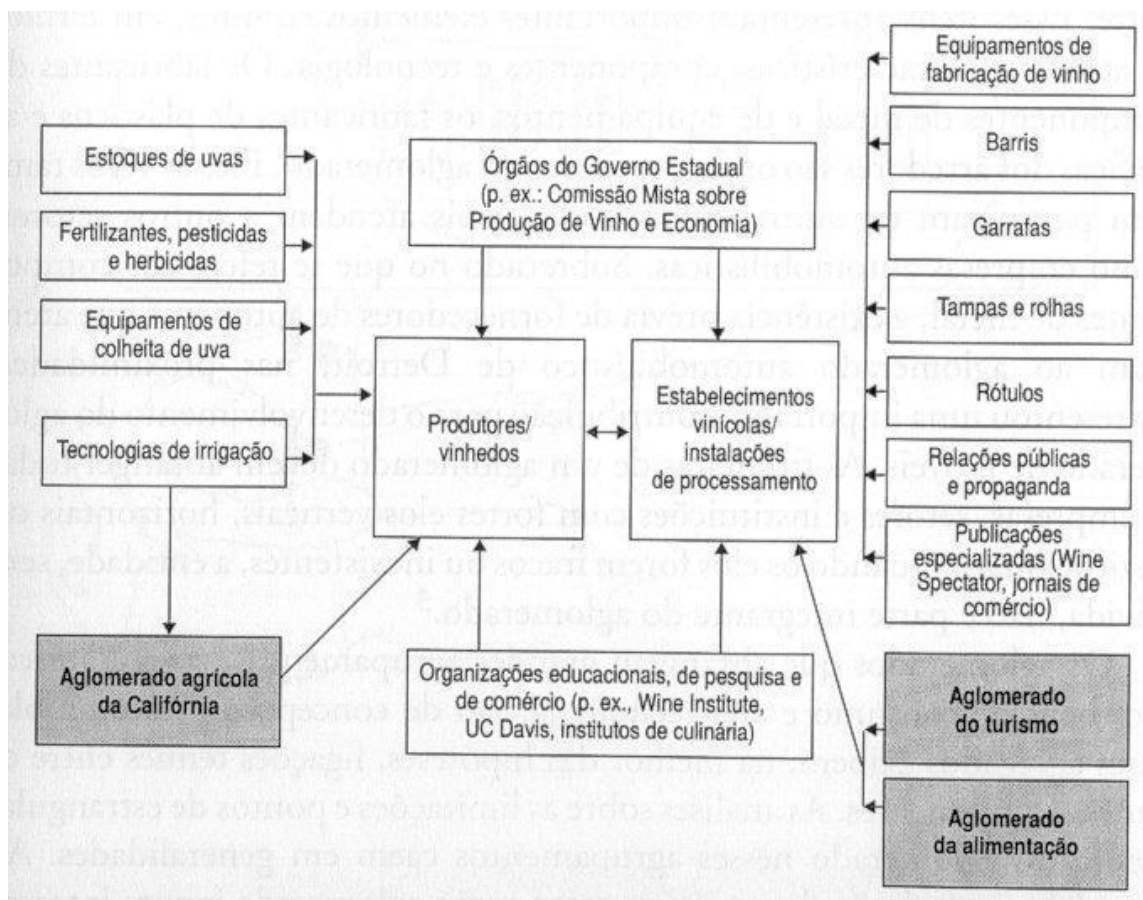 Equipamentos de
fabricação de vinho
Barris
Garrafas
Tampas e rolhas
Rótulos
Relações públicas
e propaganda
Publicações
especializadas (Wine
Spectator, jornais de
comércio)
Estoques de uvas
Fertilizantes, pesticidas
e herbicidas
Equipamentos de
colheita de uva
Tecnologias de irrigação
Órgãos do Governo Estadual
(p. ex.: Comissão Mista sobre
Produção de Vinho e Economia)
Produtores/
vinhedos
Estabelecimentos
vinícolas/
instalações
de processamento
Organizações educacionais, de pesquisa e
de comércio (p. ex., Wine Institute,
UC Davis, institutos de culinária)
Aglomerado agrícola
da Califórnia
Aglomerado
do turismo
Aglomerado
da alimentação